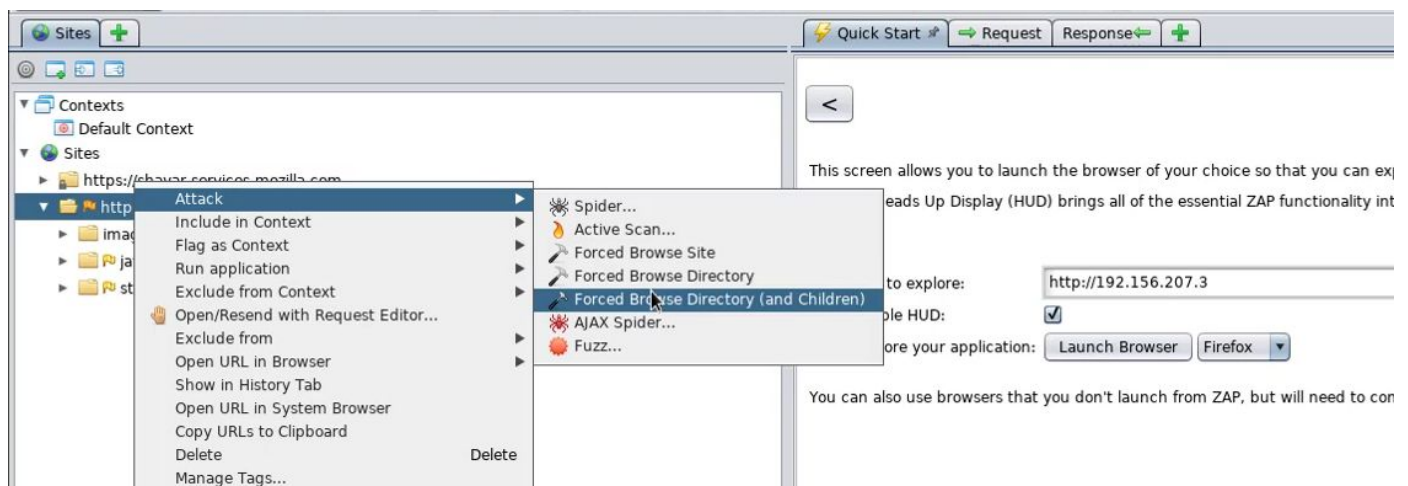 Sites
Quick Start
Request
Response
<
Contexts
Default Context
Sites
https://shavar.services.mozilla.com
http
imag
ja
st
Attack
Include in Context
Flag as Context
Run application
Exclude from Context
Open/Resend with Request Editor...
Exclude from
Open URL in Browser
Show in History Tab
Open URL in System Browser
Copy URLs to Clipboard
Delete Delete
Manage Tags...
Spider...
Active Scan...
Forced Browse Site
Forced Browse Directory
Forced Browse Directory (and Children)
AJAX Spider...
Fuzz...
This screen allows you to launch the browser of your choice so that you can ex
eads Up Display (HUD) brings all of the essential ZAP functionality int
to explore: http://192.156.207.3
ble HUD:
ore your application: Launch Browser Firefox
You can also use browsers that you don't launch from ZAP, but will need to con